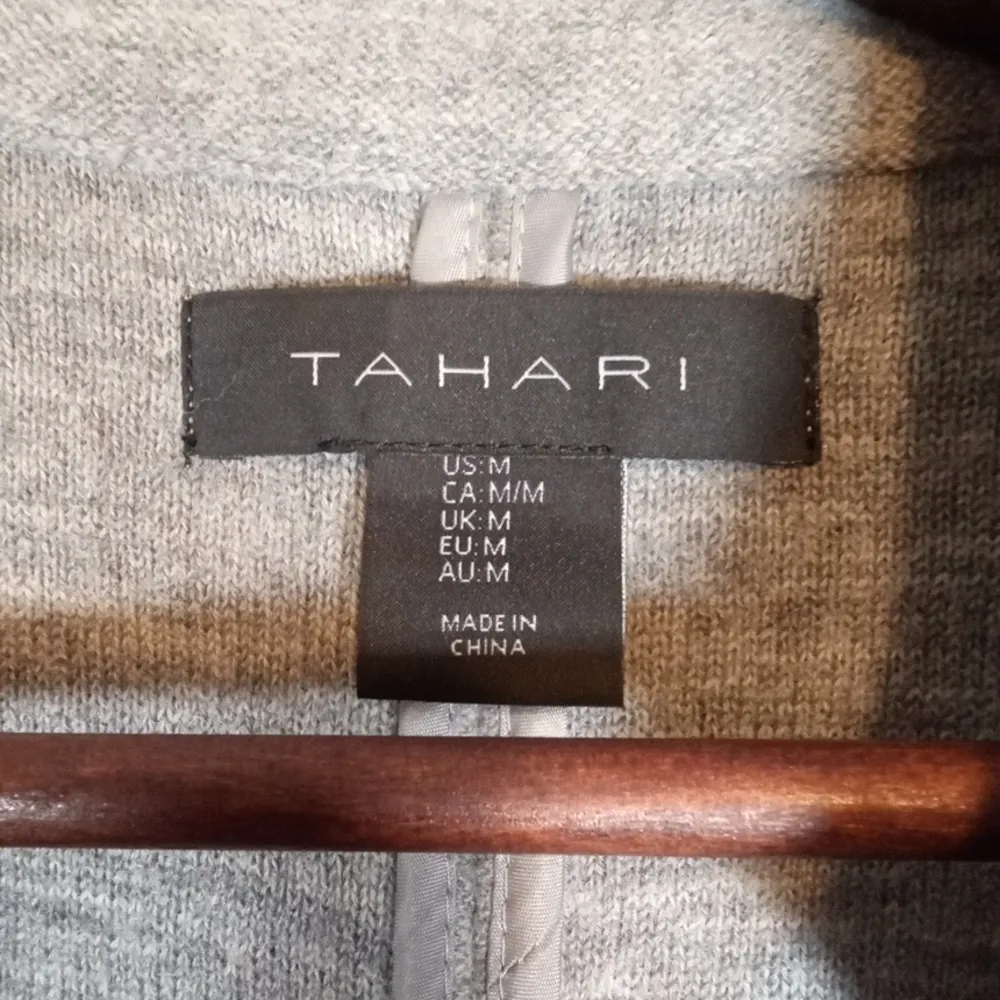 TAHARI
US: M
CA: M/M
UK: M
EU: M
AU: M
MADE IN
CHINA